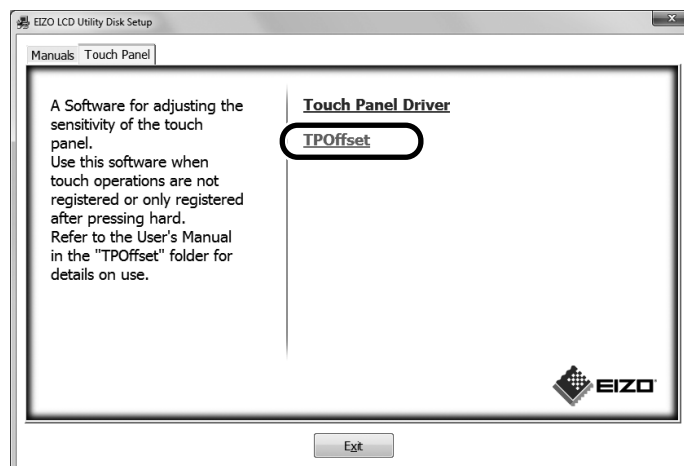 EIZO LCD Utility Disk Setup
Manuals
Touch Panel
A Software for adjusting the
sensitivity of the touch
panel.
Use this software when
touch operations are not
registered or only registered
after pressing hard.
Refer to the User's Manual
in the "TPOffset" folder for
details on use.
Touch Panel Driver
TPOffset
EIZO
Exit